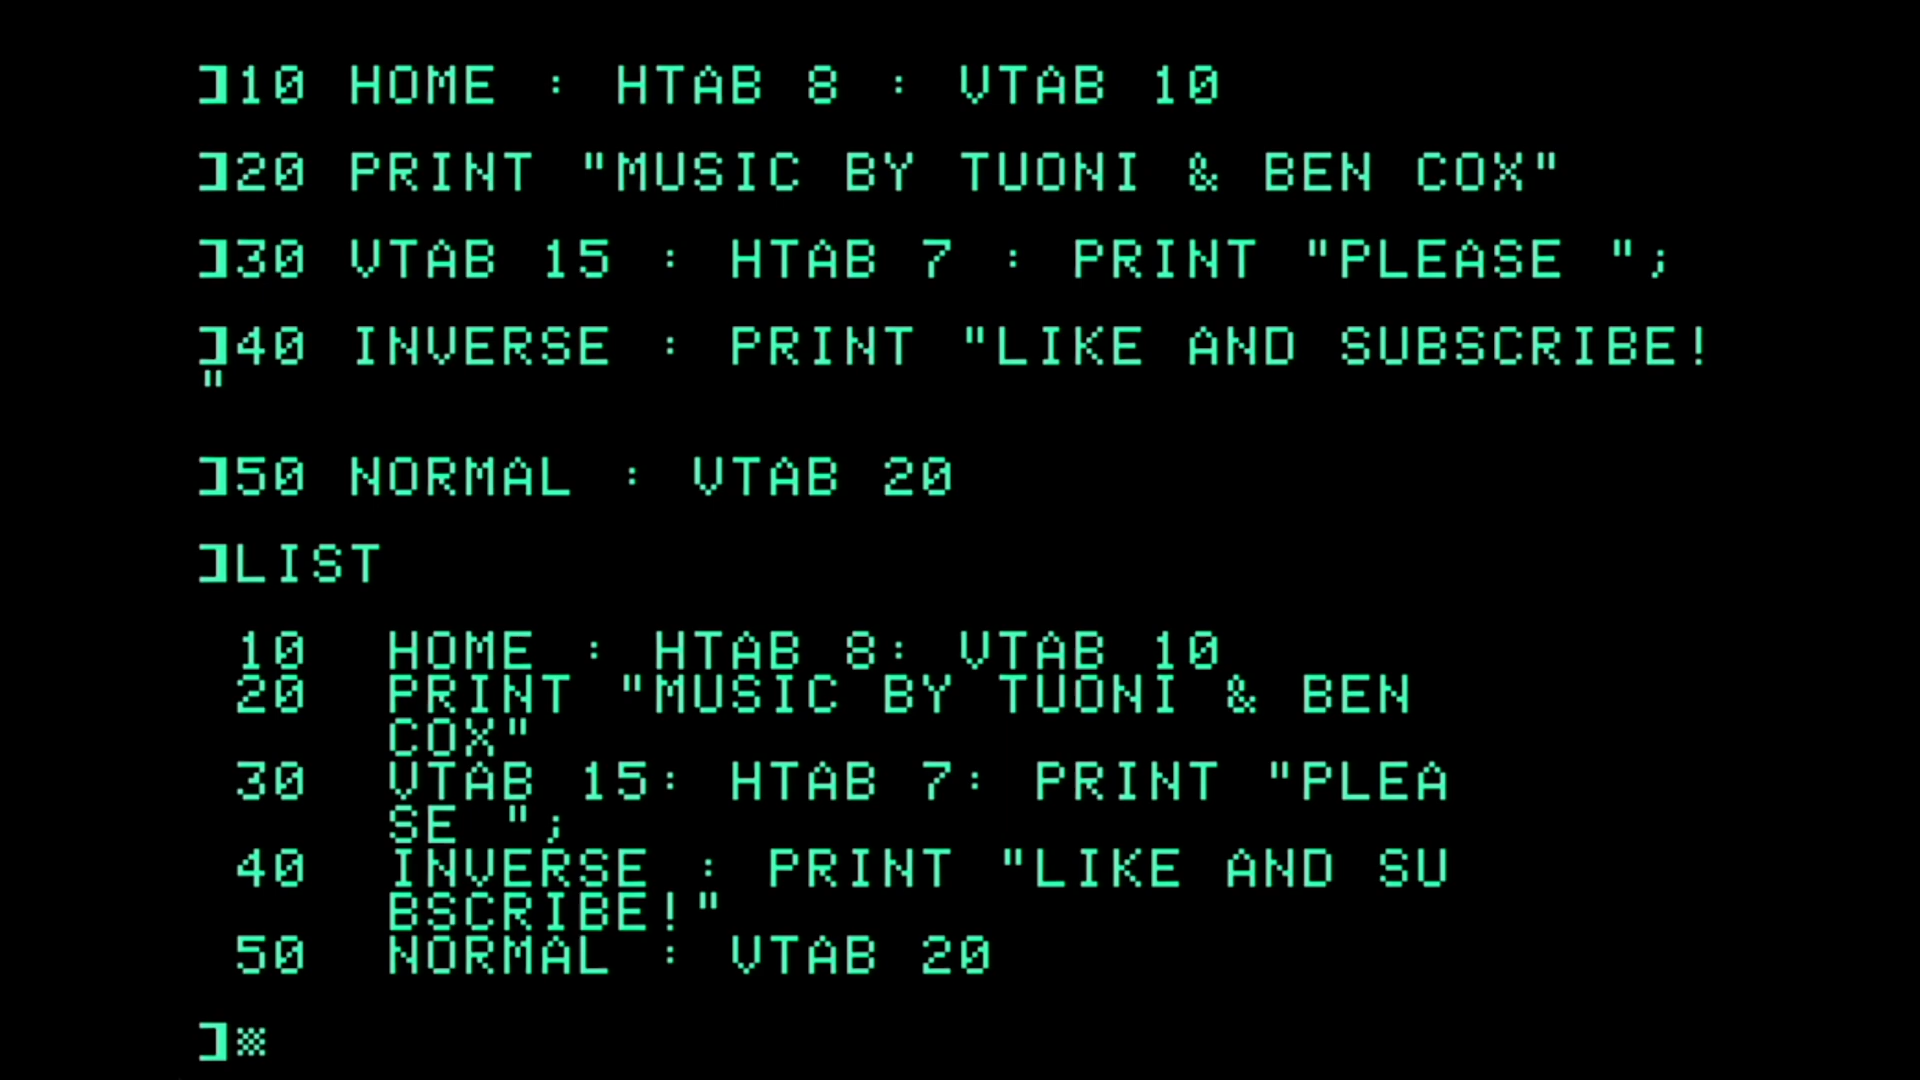 ]10 HOME : HTAB 8 : VTAB 10
]20 PRINT "MUSIC BY TUONI & BEN COX"
]30 VTAB 15 : HTAB 7 : PRINT "PLEASE ";
]40 INVERSE : PRINT "LIKE AND SUBSCRIBE!
"
]50 NORMAL : VTAB 20
]LIST
10 HOME : HTAB 8: VTAB 10
20 PRINT "MUSIC BY TUONI & BEN
COX"
30 VTAB 15: HTAB 7: PRINT "PLEA
SE ";
40 INVERSE : PRINT "LIKE AND SU
BSCRIBE!"
50 NORMAL : VTAB 20
]